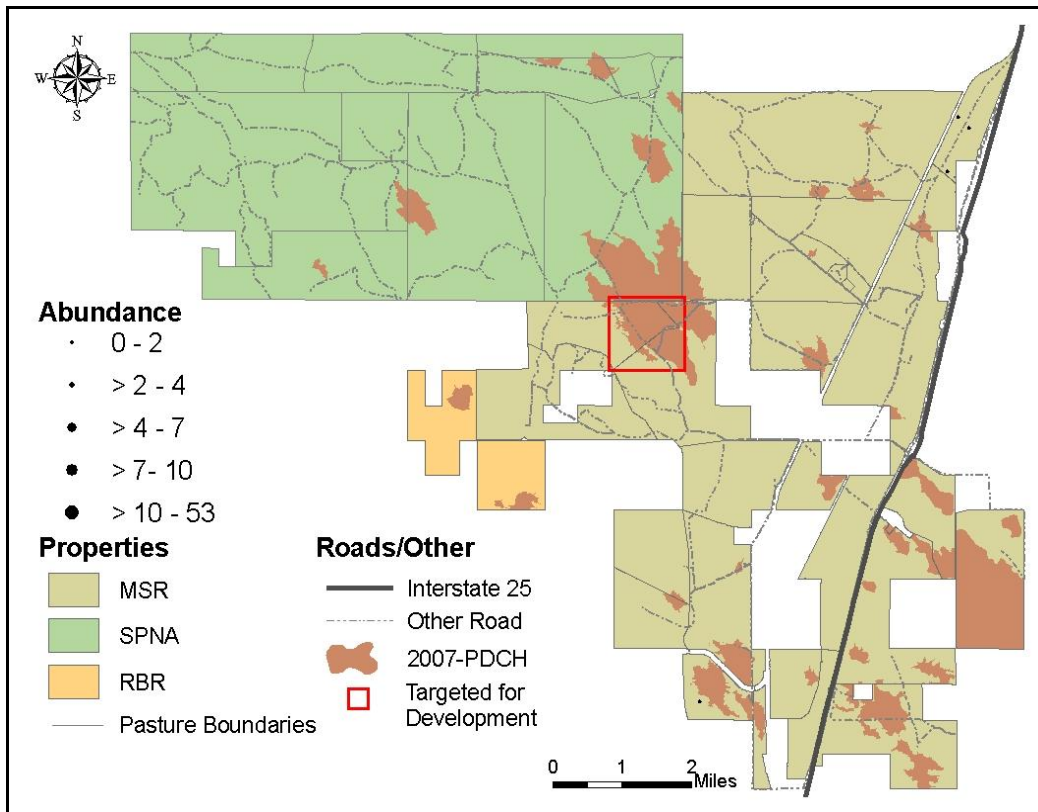 N
W E
S
Abundance
0 - 2
> 2 - 4
> 4 - 7
> 7- 10
> 10 - 53
Properties
MSR
SPNA
RBR
Pasture Boundaries
Roads/Other
Interstate 25
Other Road
2007-PDCH
Targeted for
Development
0 1 2
Miles